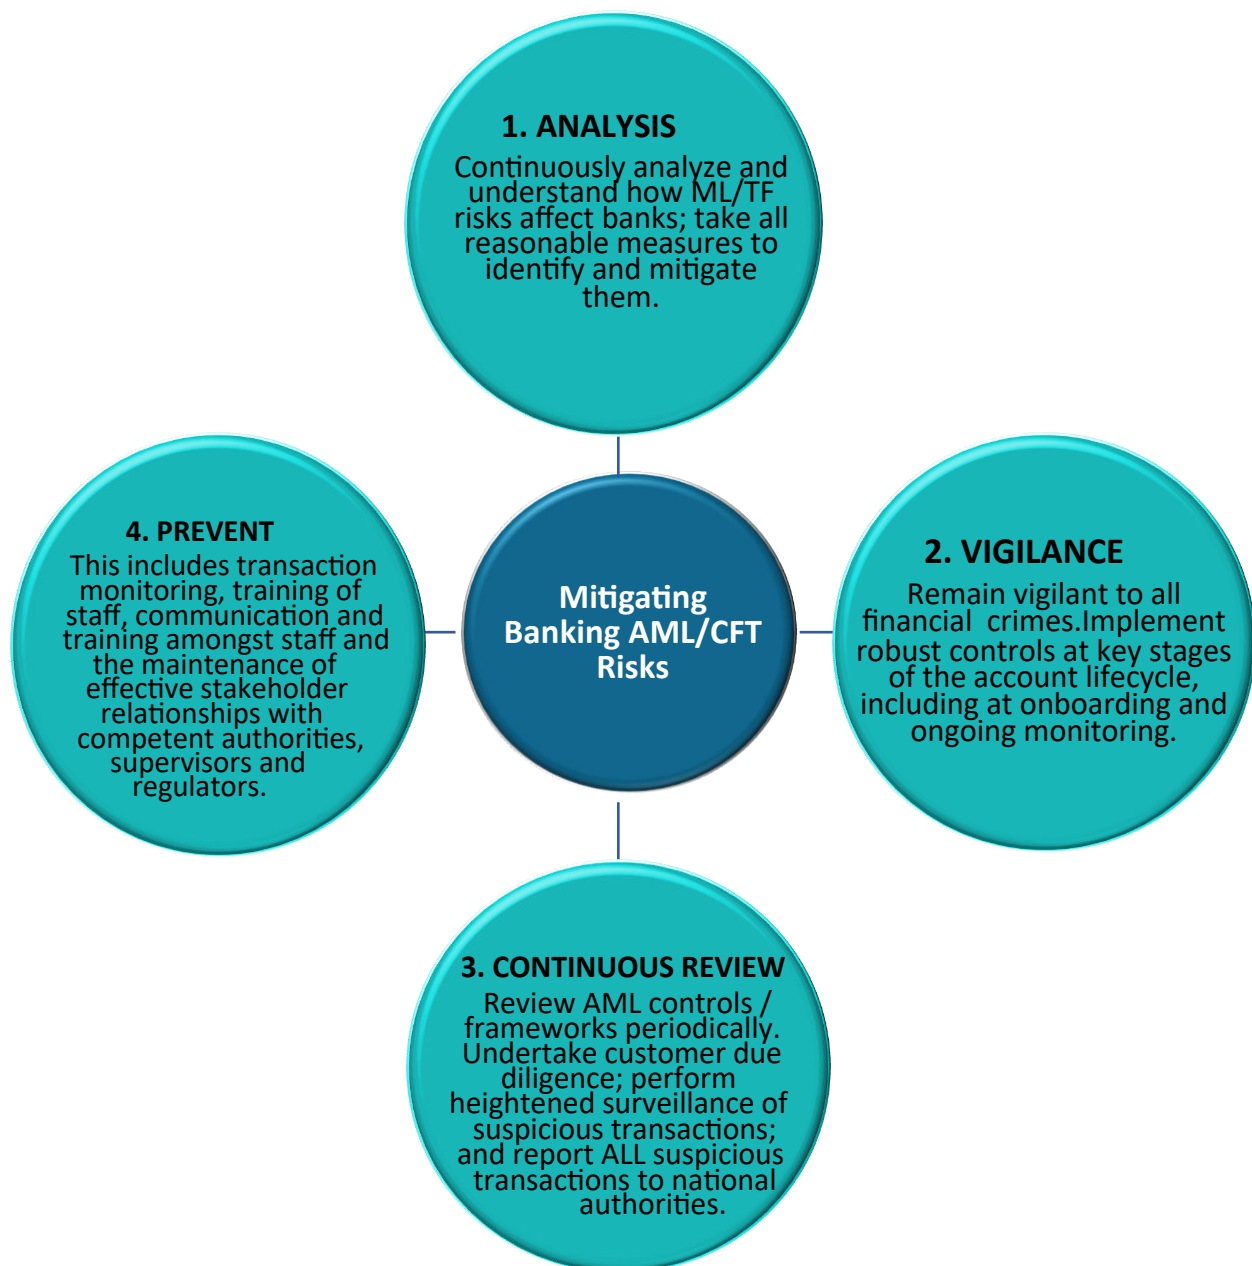 1. ANALYSIS
Continuously analyze and
understand how ML/TF
risks affect banks; take all
reasonable measures to
identify and mitigate
them.
4. PREVENT
This includes transaction
monitoring, training of
staff, communication and
training amongst staff and
the maintenance of
effective stakeholder
relationships with
competent authorities,
supervisors and
regulators.
Mitigating
Banking AML/CFT
Risks
2. VIGILANCE
Remain vigilant to all
financial crimes.Implement
robust controls at key stages
of the account lifecycle,
including at onboarding and
ongoing monitoring.
3. CONTINUOUS REVIEW
Review AML controls /
frameworks periodically.
Undertake customer due
diligence; perform
heightened surveillance of
suspicious transactions;
and report ALL suspicious
transactions to national
authorities.